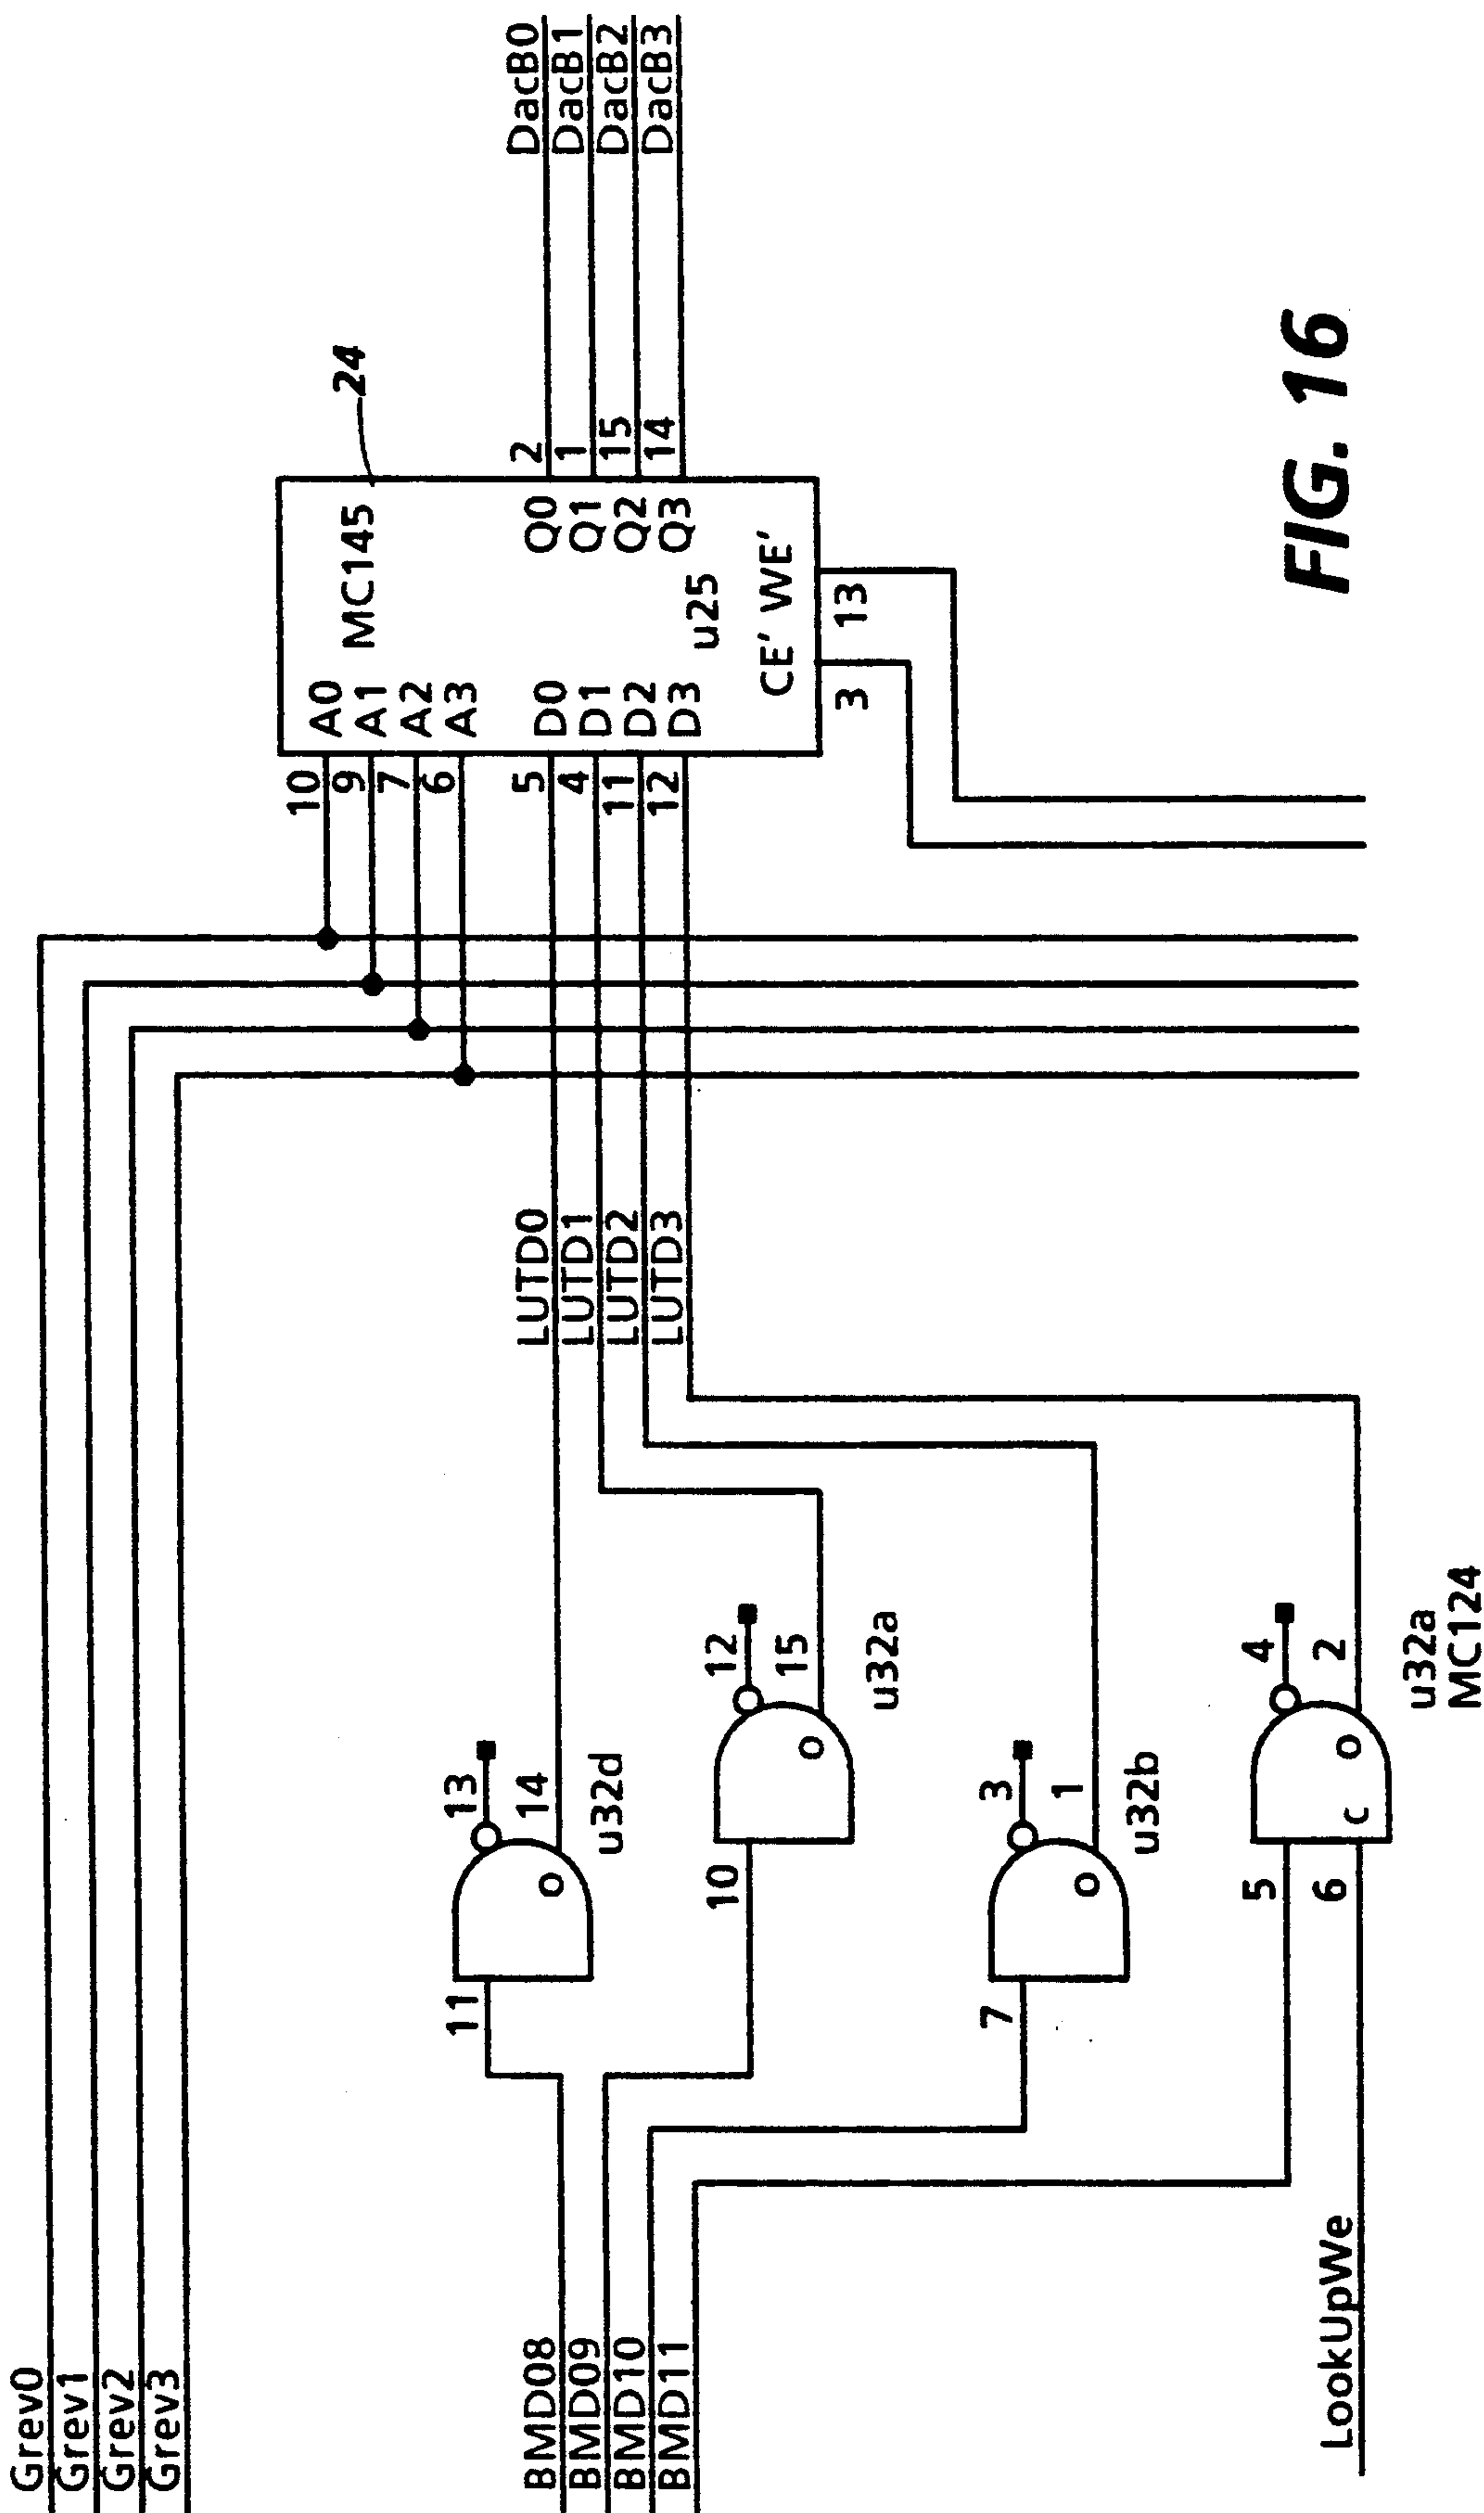 Grev0
Grev1
Grev2
Grev3
BMD08
BMD09
BMD10
BMD11
LookUpWe
11
13
14
o
u32d
10
12
15
o
u32a
7
3
1
o
u32b
5
6
4
2
c o
u32a
MC124
LUTD0
LUTD1
LUTD2
LUTD3
10
9
7
6
5
4
11
12
A0
A1
A2
A3
D0
D1
D2
D3
MC145
u25
Q0
Q1
Q2
Q3
CE' WE'
3
13
2
1
15
14
24
DacB0
DacB1
DacB2
DacB3
FIG. 16